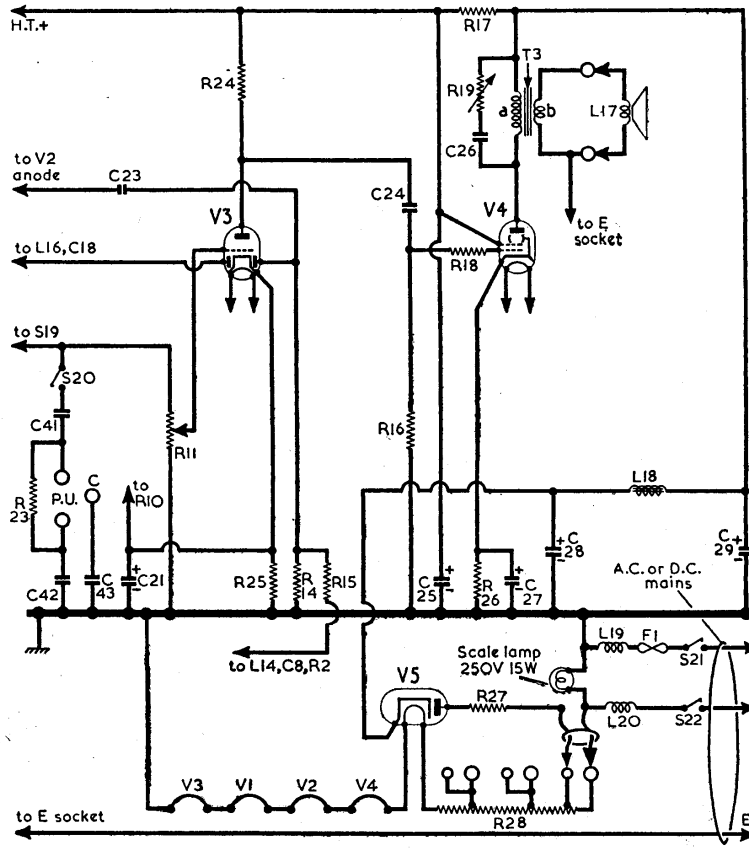 H.T.+
R17
R24
R19
T3
a
b
L17
C26
to V2
anode
C23
C24
V3
V4
to E
socket
to L16, C18
R18
to S19
S20
C41
R11
R16
R
23
P.U.
C
to
R10
L18
C
28
C
29
A.C. or D.C.
mains
C42
C
43
C21
R25
R
14
R15
C
25
R
26
C
27
to L14, C8, R2
Scale lamp
250V 15W
L19
F1
S21
V5
R27
L20
S22
V3
V1
V2
V4
R28
to E socket
E